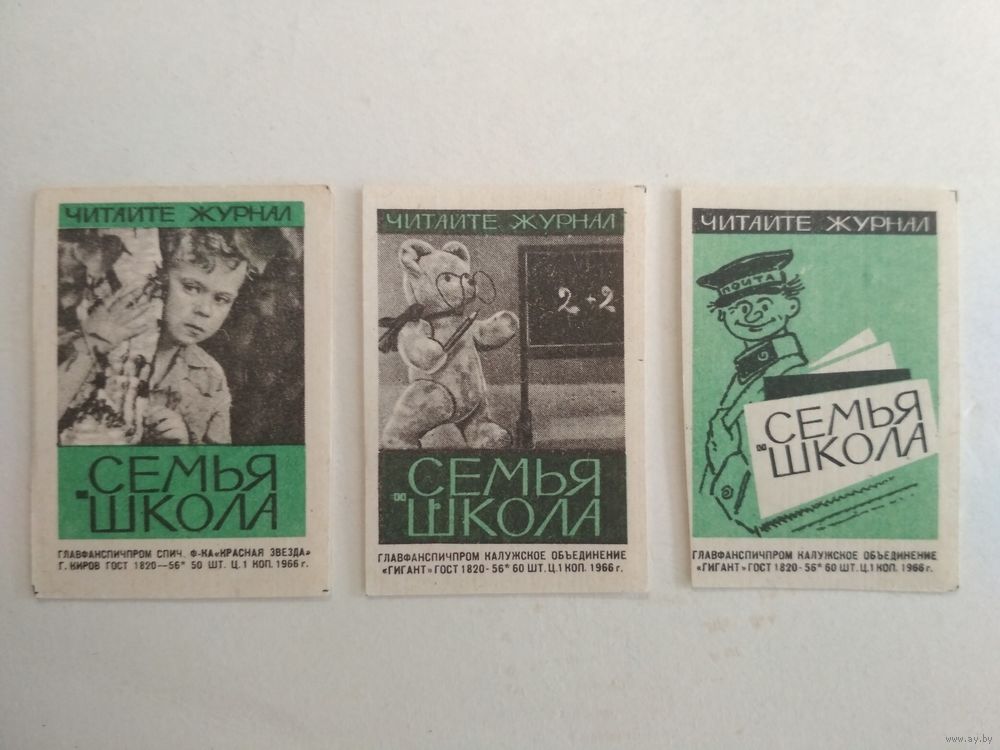 ЧИТАЙТЕ ЖУРНАЛ
СЕМЬЯ
и ШКОЛА
ГЛАВФАНСПИЧПРОМ СПИЧ. Ф-КА «КРАСНАЯ ЗВЕЗДА»
Г. КИРОВ ГОСТ 1820—56* 50 ШТ. Ц. 1 КОП. 1966 г.
ЧИТАЙТЕ ЖУРНАЛ
2+2
СЕМЬЯ
и ШКОЛА
ГЛАВФАНСПИЧПРОМ КАЛУЖСКОЕ ОБЪЕДИНЕНИЕ
«ГИГАНТ» ГОСТ 1820-56* 60 ШТ. Ц. 1 КОП. 1966 г.
ЧИТАЙТЕ ЖУРНАЛ
ПОЧТА
СЕМЬЯ
и ШКОЛА
ГЛАВФАНСПИЧПРОМ КАЛУЖСКОЕ ОБЪЕДИНЕНИЕ
«ГИГАНТ» ГОСТ 1820-56* 60 ШТ. Ц. 1 КОП. 1966 г.
www.ay.by